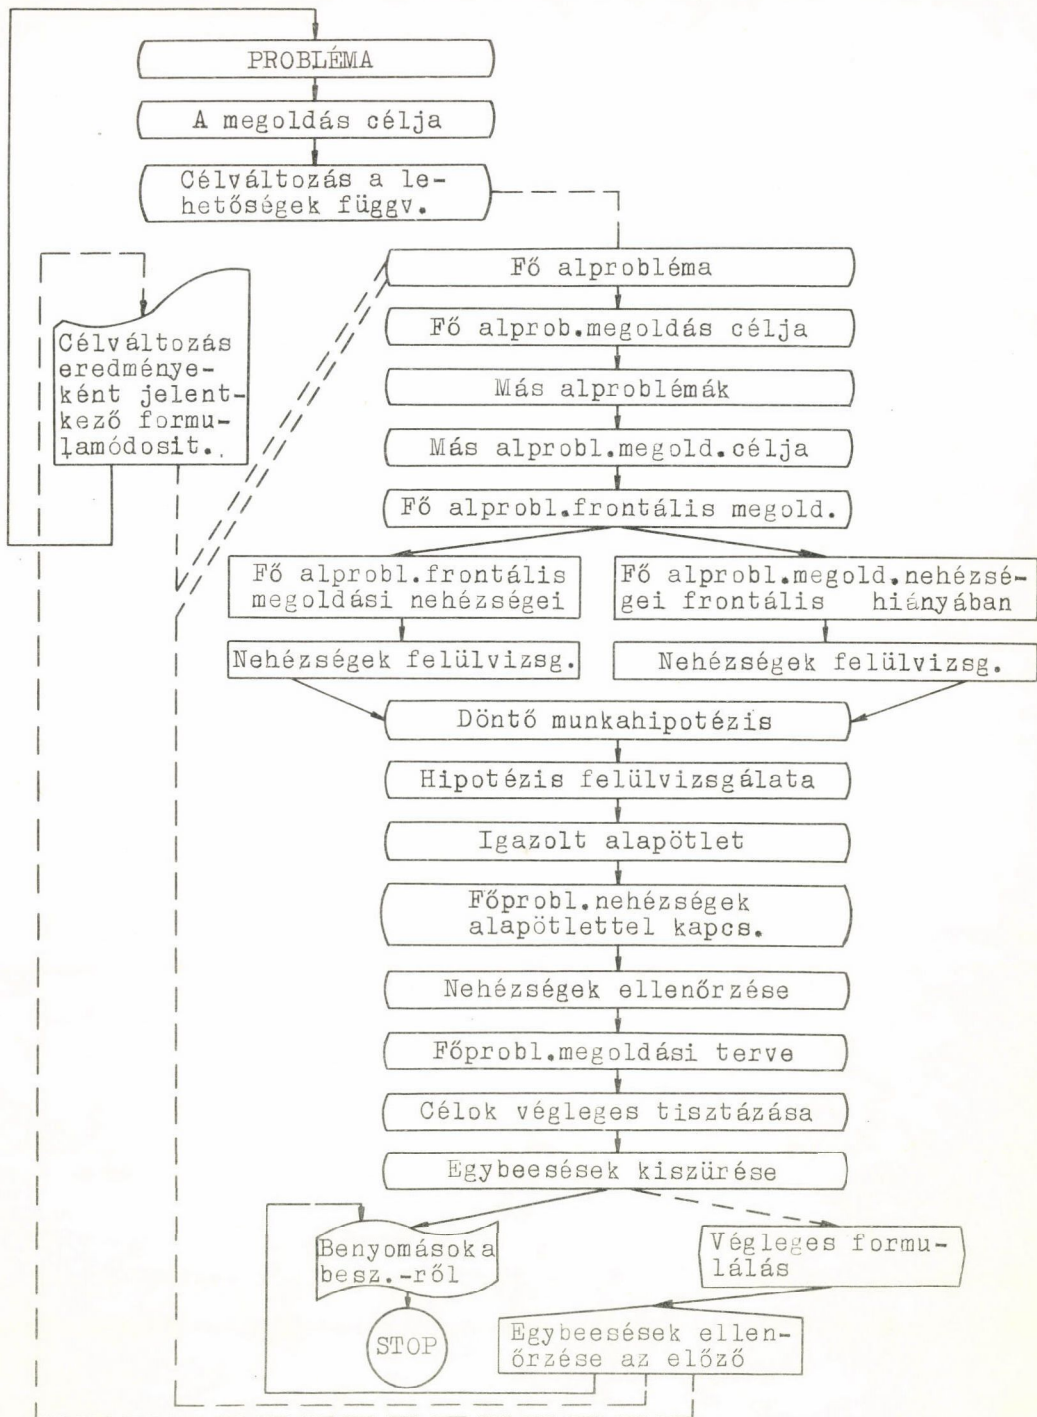 PROBLÉMA
A megoldás célja
Célváltozás a le-
hetőségek függv.
Fő alprobléma
Célváltozás
eredménye-
ként jelent-
kező formu-
lamódosit.
Fő alprob.megoldás célja
Más alproblémák
Más alprobl.megold.célja
Fő alprobl.frontális megold.
Fő alprobl.frontális
megoldási nehézségei
Fő alprobl.megold.nehézsé-
gei frontális hiányában
Nehézségek felülvizsg.
Nehézségek felülvizsg.
Döntő munkahipotézis
Hipotézis felülvizsgálata
Igazolt alapötlet
Főprobl.nehézségek
alapötlettel kapcs.
Nehézségek ellenőrzése
Főprobl.megoldási terve
Célok végleges tisztázása
Egybeesések kiszürése
Benyomások a
besz.-ről
Végleges formu-
lálás
STOP
Egybeesések ellen-
őrzése az előző